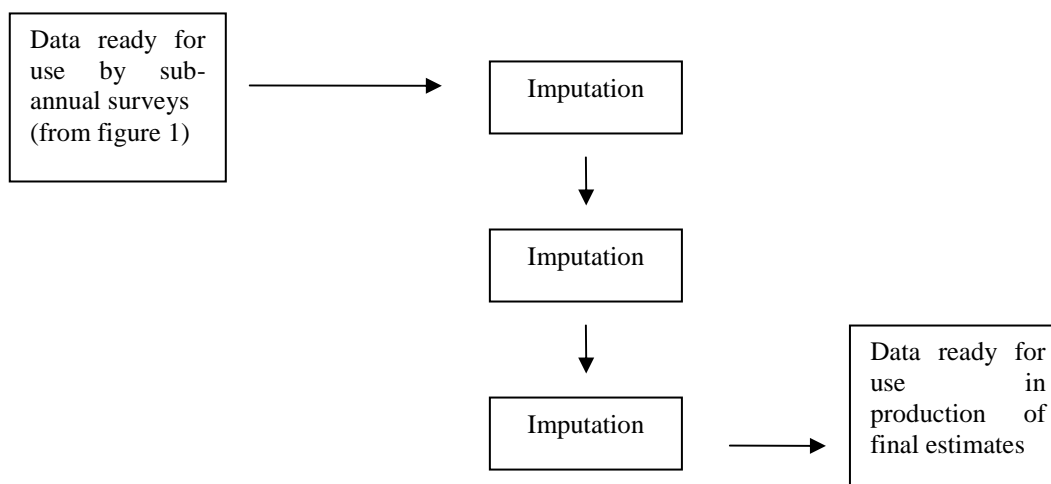 Data ready for
use by sub-
annual surveys
(from figure 1)
Imputation
Imputation
Imputation
Data ready for
use in
production of
final estimates